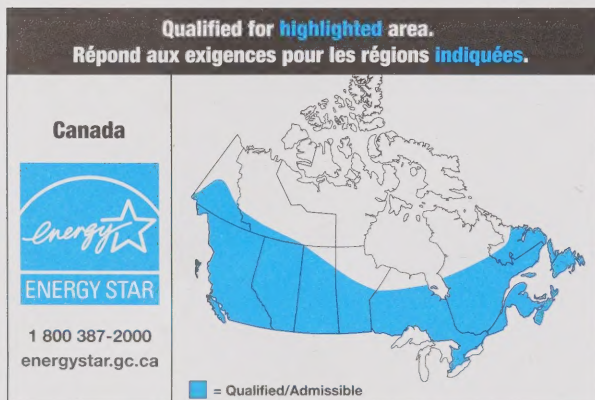 Qualified for highlighted area.
Répond aux exigences pour les régions indiquées.
Canada
energy
ENERGY STAR
1 800 387-2000
energystar.gc.ca
= Qualified/Admissible